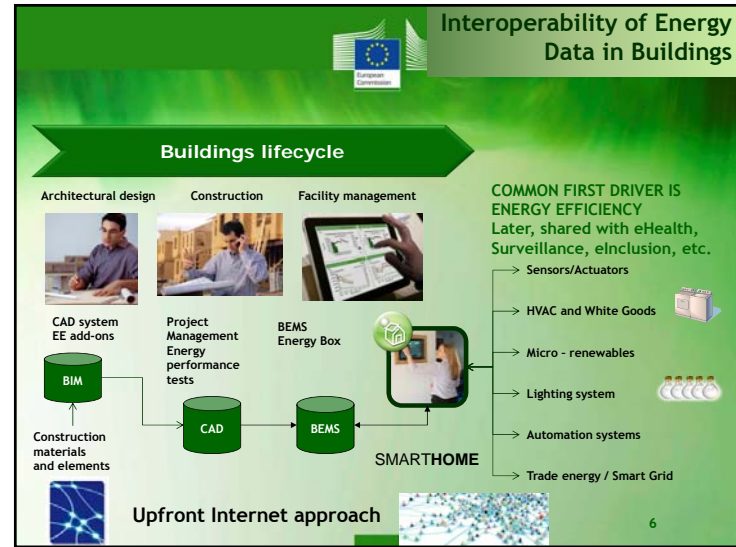 Interoperability of Energy
Data in Buildings
European
Commission
Buildings lifecycle
Architectural design
Construction
Facility management
COMMON FIRST DRIVER IS
ENERGY EFFICIENCY
Later, shared with eHealth,
Surveillance, eInclusion, etc.
CAD system
EE add-ons
Project
Management
Energy
performance
tests
BEMS
Energy Box
BIM
CAD
BEMS
Construction
materials
and elements
SMARTHOME
Sensors/Actuators
HVAC and White Goods
Micro - renewables
Lighting system
Automation systems
Trade energy / Smart Grid
Upfront Internet approach
6